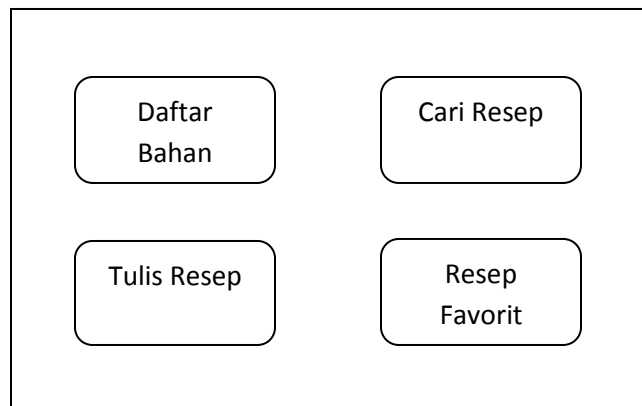 Daftar
Bahan
Cari Resep
Tulis Resep
Resep
Favorit